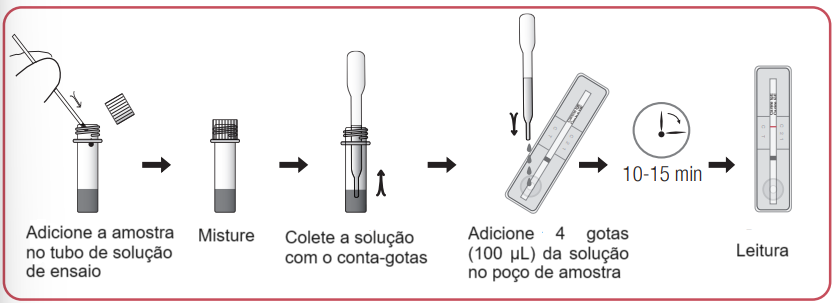 Adicione a amostra
no tubo de solução
de ensaio
Misture
Colete a solução
com o conta-gotas
Adicione 4 gotas
(100 µL) da solução
no poço de amostra
10-15 min
Leitura